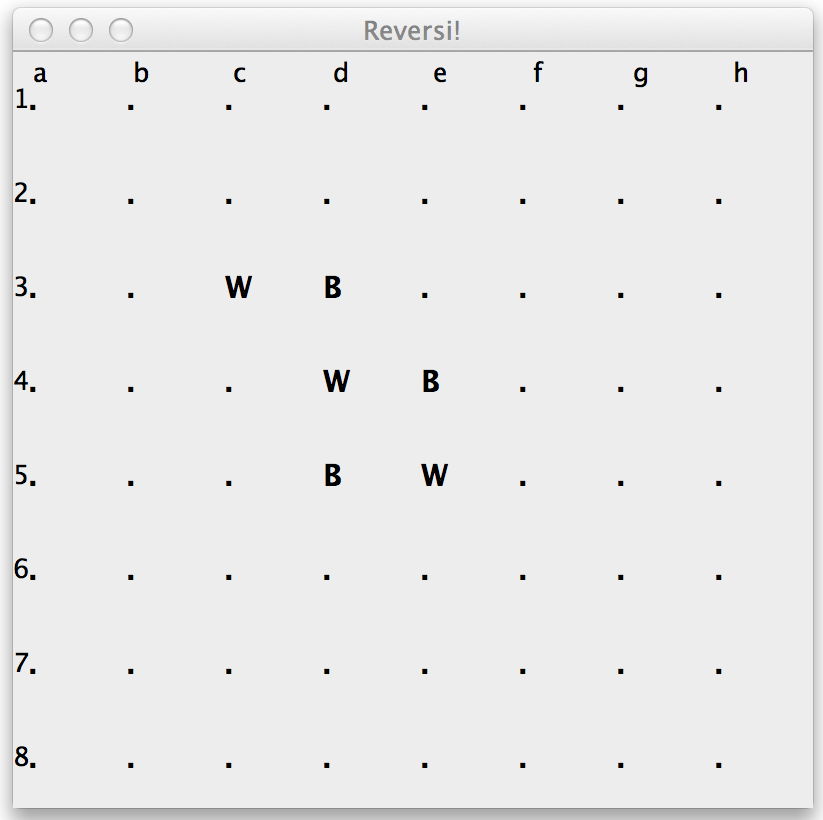 Reversi!
a b c d e f g h
1. . . . . . . .
2. . . . . . . .
3. . W B . . . .
4. . . W B . . .
5. . . B W . . .
6. . . . . . . .
7. . . . . . . .
8. . . . . . . .